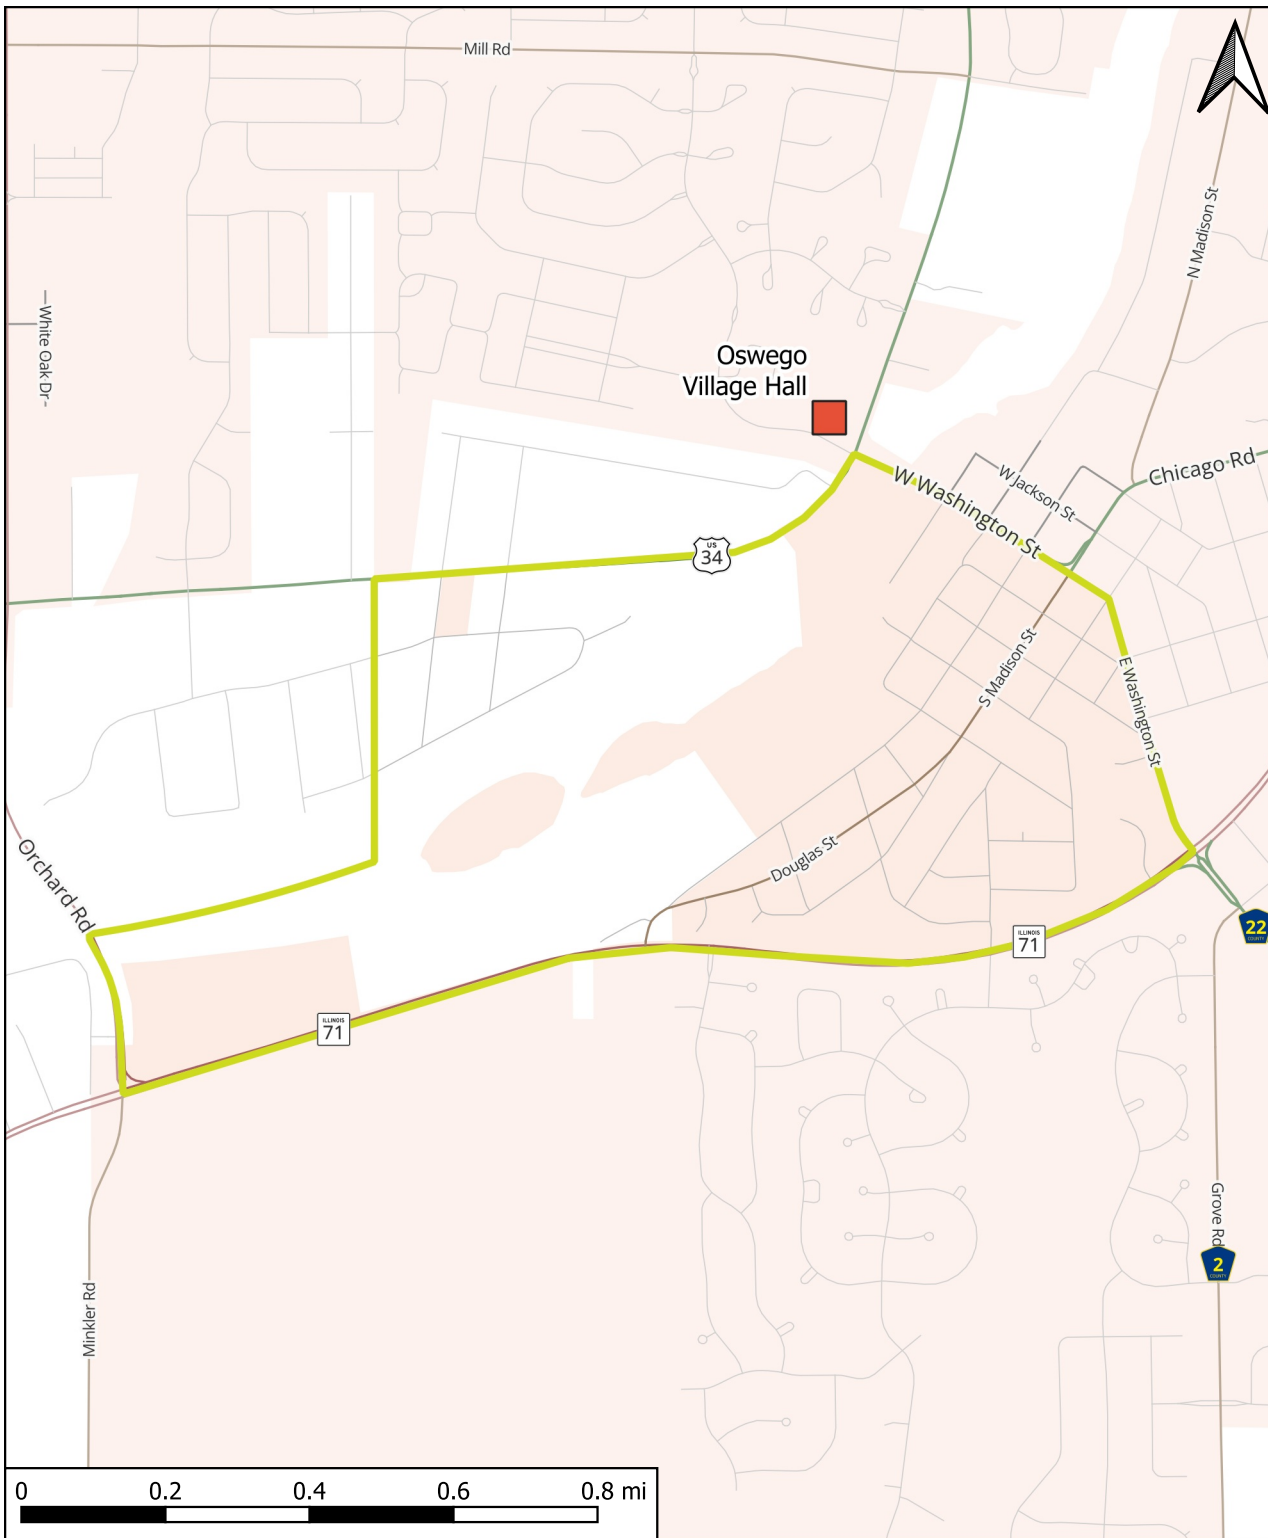 Mill Rd
N Madison St
White Oak Dr
Oswego
Village Hall
Chicago Rd
W Jackson St
W Washington St
US
34
S Madison St
E Washington St
Orchard Rd
Douglas St
22
COUNTY
ILLINOIS
71
ILLINOIS
71
Grove Rd
2
COUNTY
Minkler Rd
0 0.2 0.4 0.6 0.8 mi